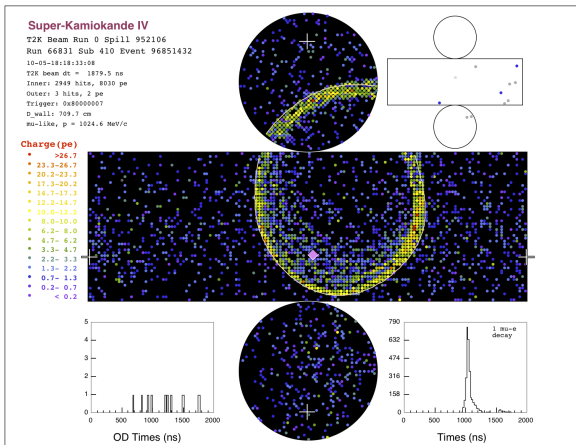 Super-Kamiokande IV
T2K Beam Run 0 Spill 952106
Run 66831 Sub 410 Event 96851432
10-05-18:18:33:08
T2K beam dt = 1879.5 ns
Inner: 2949 hits, 8030 pe
Outer: 3 hits, 2 pe
Trigger: 0x80000007
D_wall: 709.7 cm
mu-like, p = 1024.6 MeV/c
Charge(pe)
>26.7
23.3-26.7
20.2-23.3
17.3-20.2
14.7-17.3
12.2-14.7
10.0-12.2
8.0-10.0
6.2- 8.0
4.7- 6.2
3.3- 4.7
2.2- 3.3
1.3- 2.2
0.7- 1.3
0.2- 0.7
< 0.2
5
4
3
2
1
0
0 500 1000 1500 2000
OD Times (ns)
790
632
474
316
158
0
0 500 1000 1500 2000
1 mu-e
decay
Times (ns)